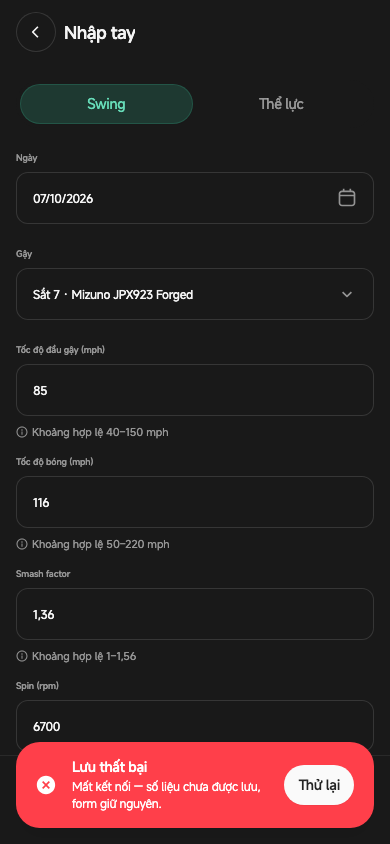 Nhập tay
Swing
Thể lực
Ngày
07/10/2026
Gậy
Sắt 7 · Mizuno JPX923 Forged
Tốc độ đầu gậy (mph)
85
Khoảng hợp lệ 40–150 mph
Tốc độ bóng (mph)
116
Khoảng hợp lệ 50–220 mph
Smash factor
1,36
Khoảng hợp lệ 1–1,56
Spin (rpm)
6700
Lưu thất bại
Mất kết nối — số liệu chưa được lưu,
form giữ nguyên.
Thử lại